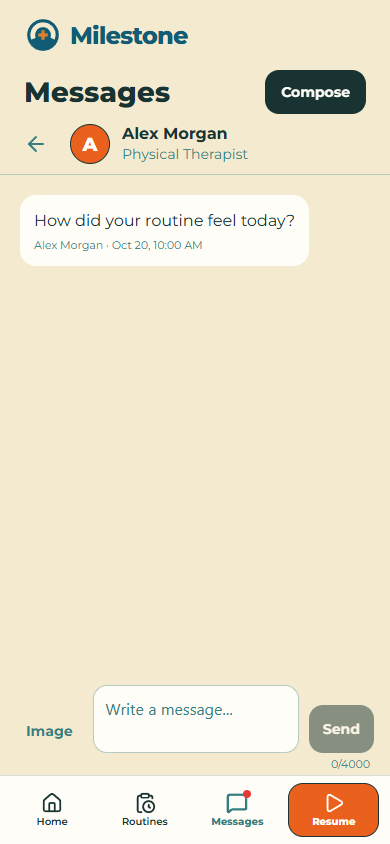 Milestone
Messages
Compose
A
Alex Morgan
Physical Therapist
How did your routine feel today?
Alex Morgan · Oct 20, 10:00 AM
Image
Write a message...
Send
0/4000
Home
Routines
Messages
Resume